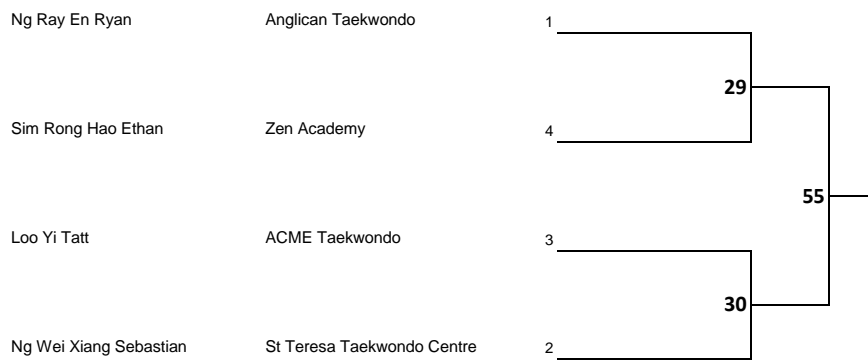 Ng Ray En Ryan Anglican Taekwondo 1
29
Sim Rong Hao Ethan Zen Academy 4
55
Loo Yi Tatt ACME Taekwondo 3
30
Ng Wei Xiang Sebastian St Teresa Taekwondo Centre 2